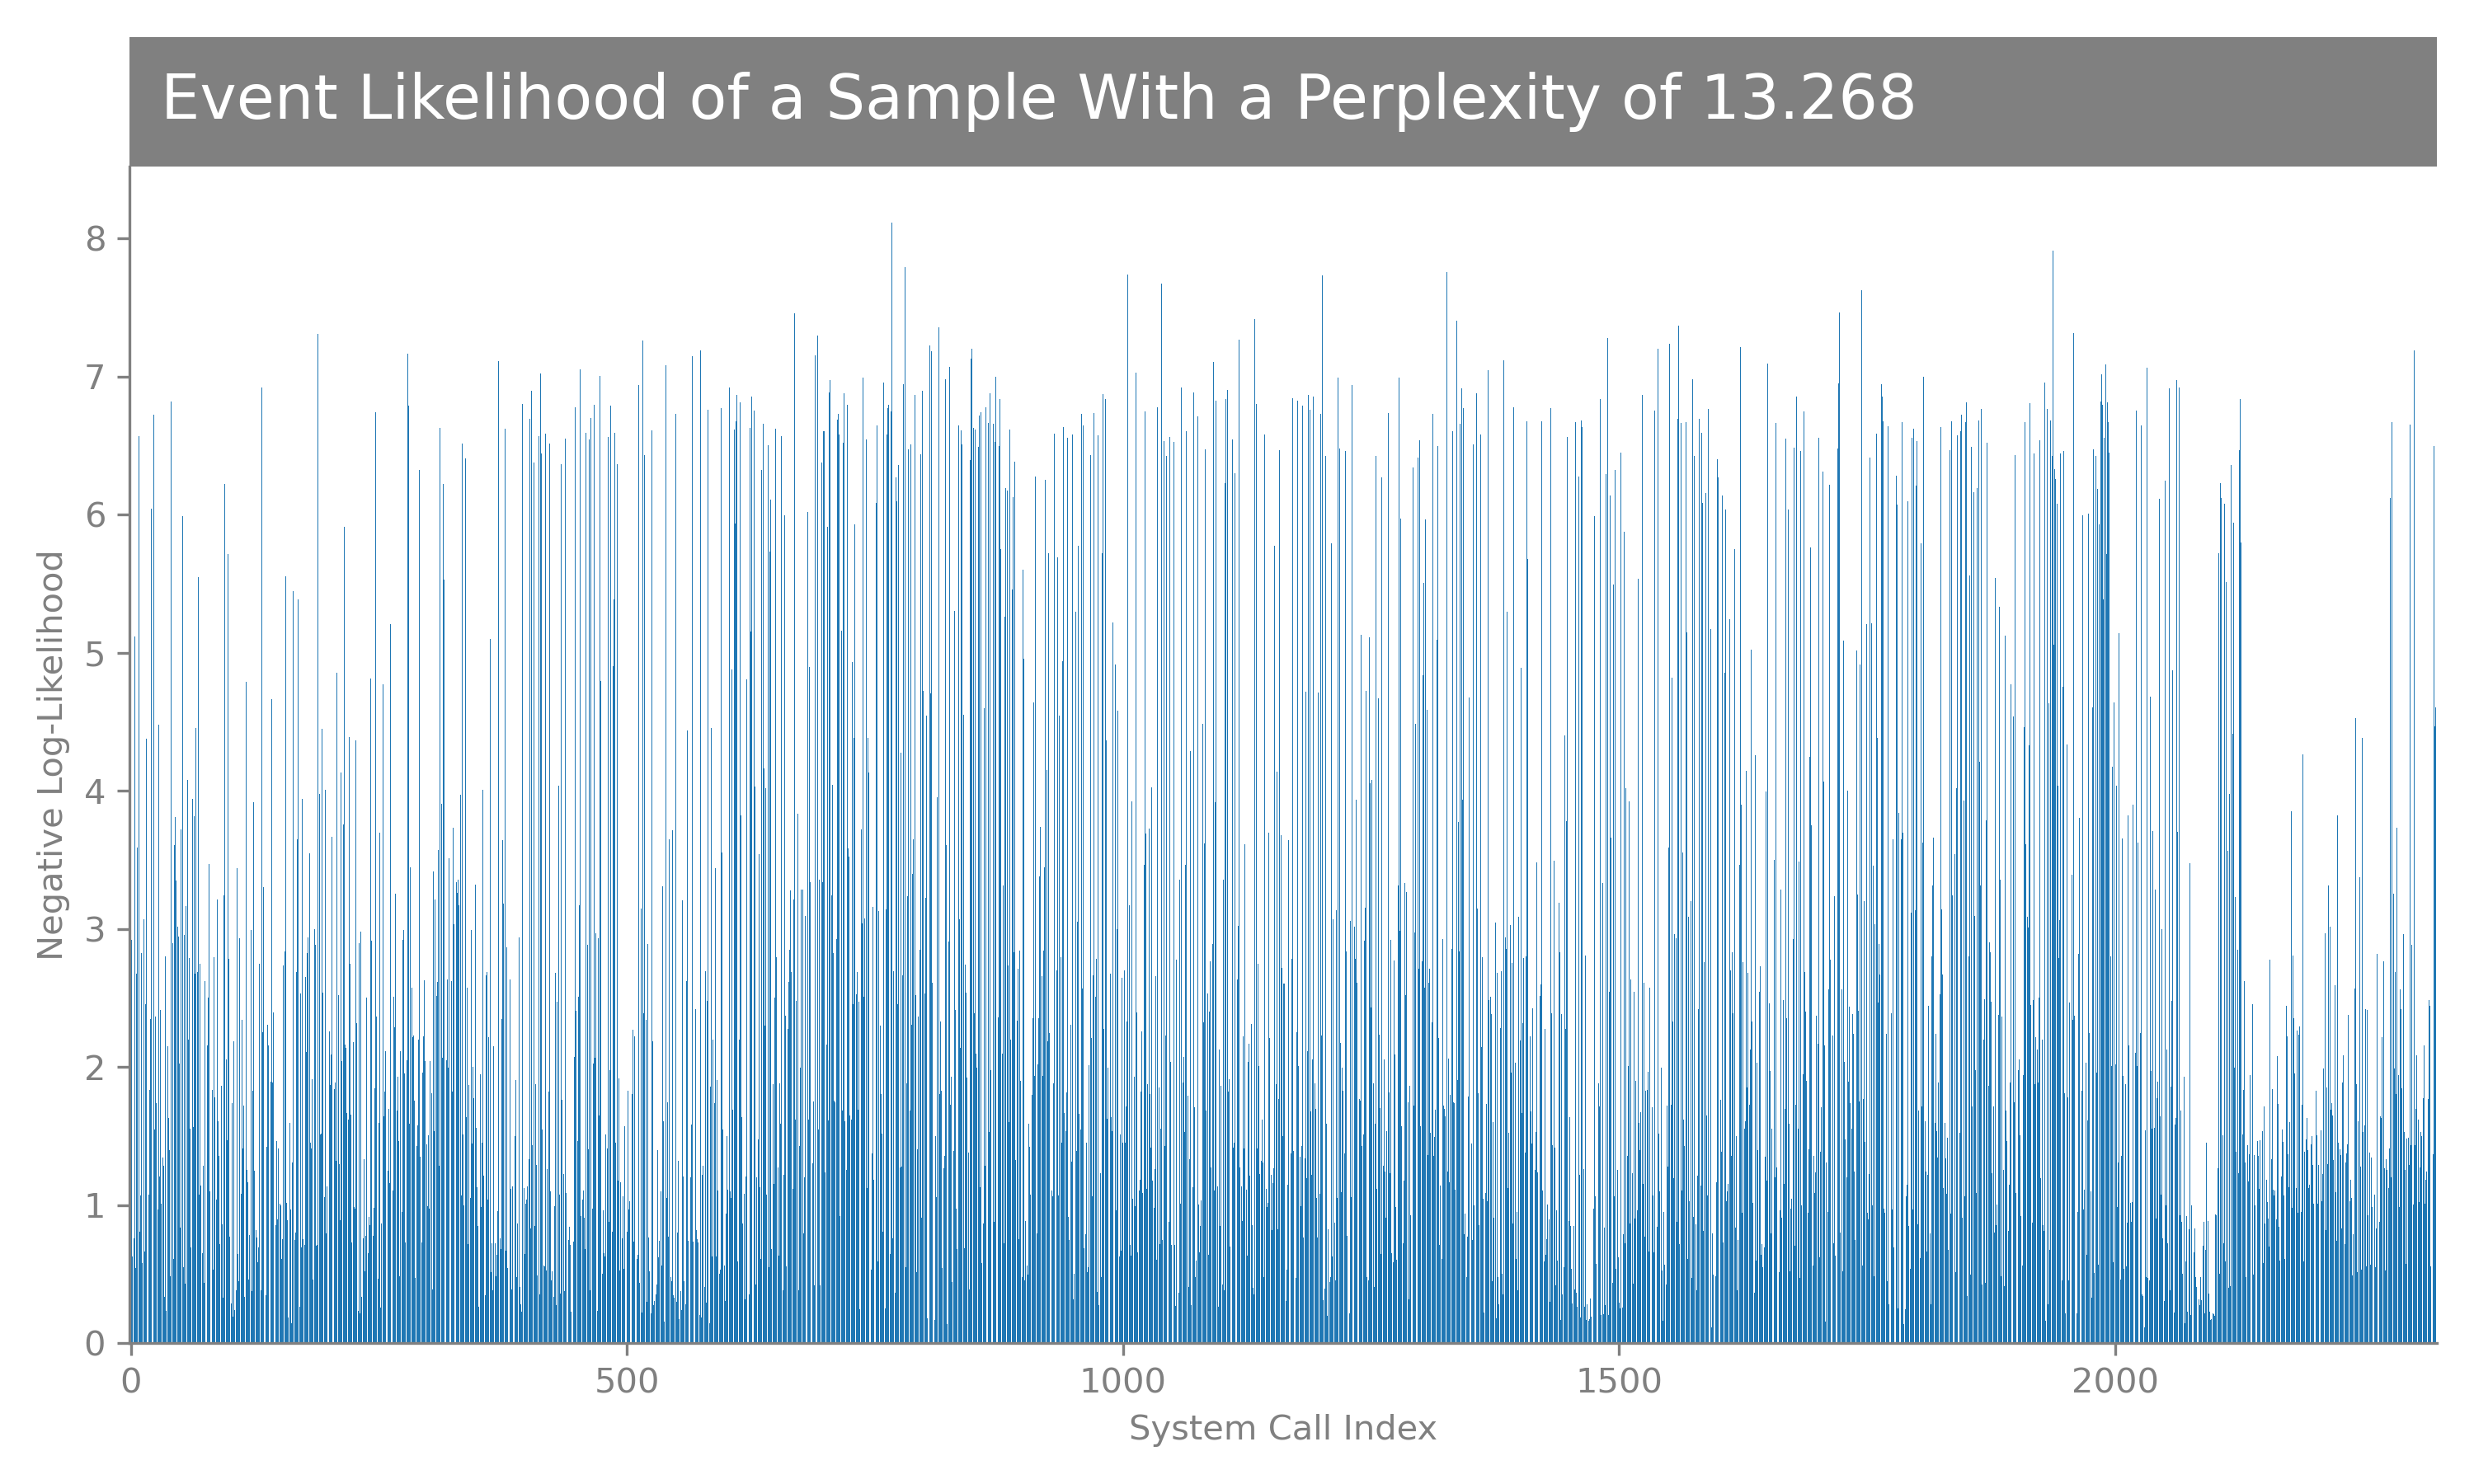 Event Likelihood of a Sample With a Perplexity of 13.268
Negative Log-Likelihood
8
7
6
5
4
3
2
1
0
0 500 1000 1500 2000
System Call Index